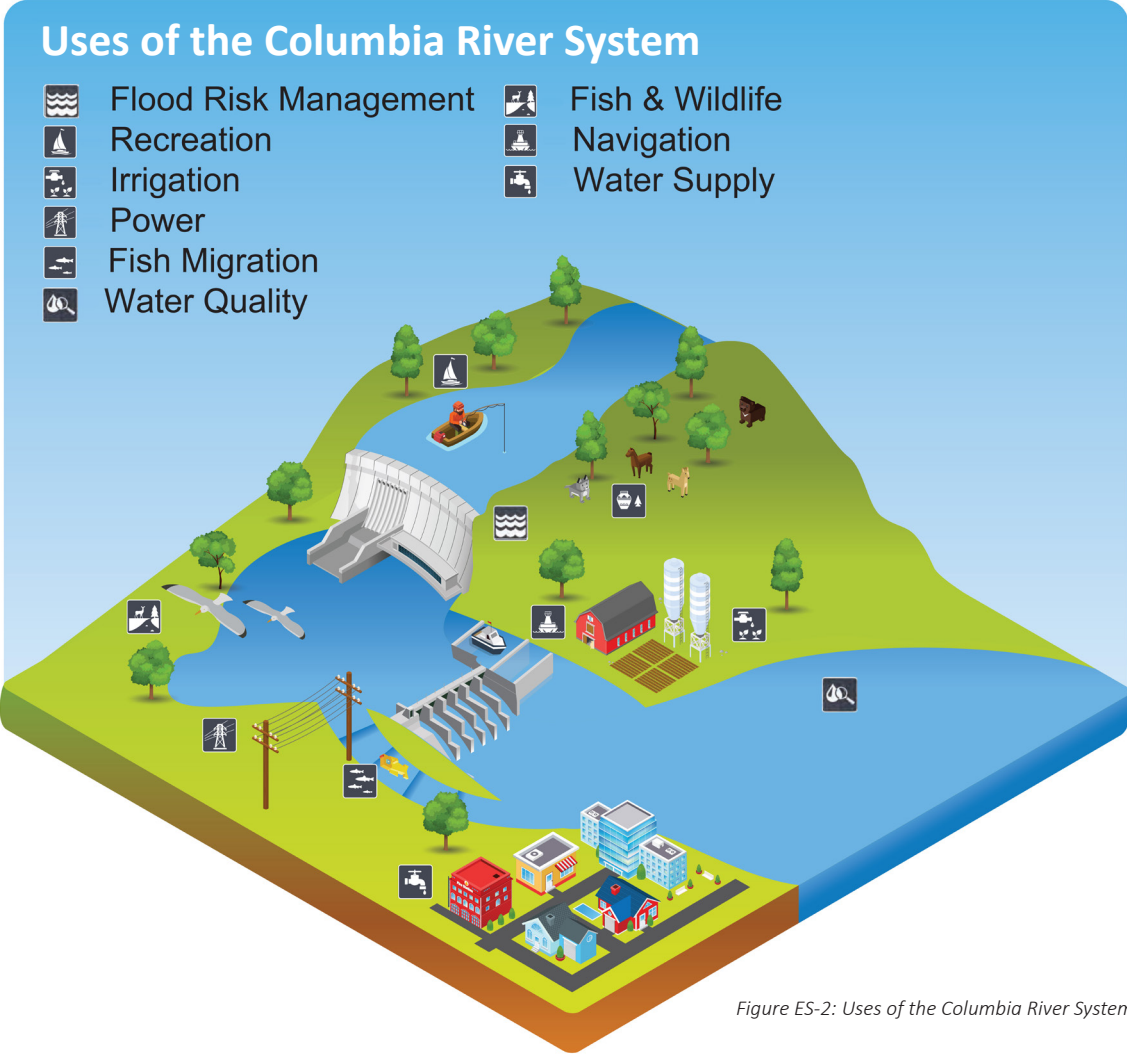 Uses of the Columbia River System
Flood Risk Management
Recreation
Irrigation
Power
Fish Migration
Water Quality
Fish & Wildlife
Navigation
Water Supply
Figure ES-2: Uses of the Columbia River System